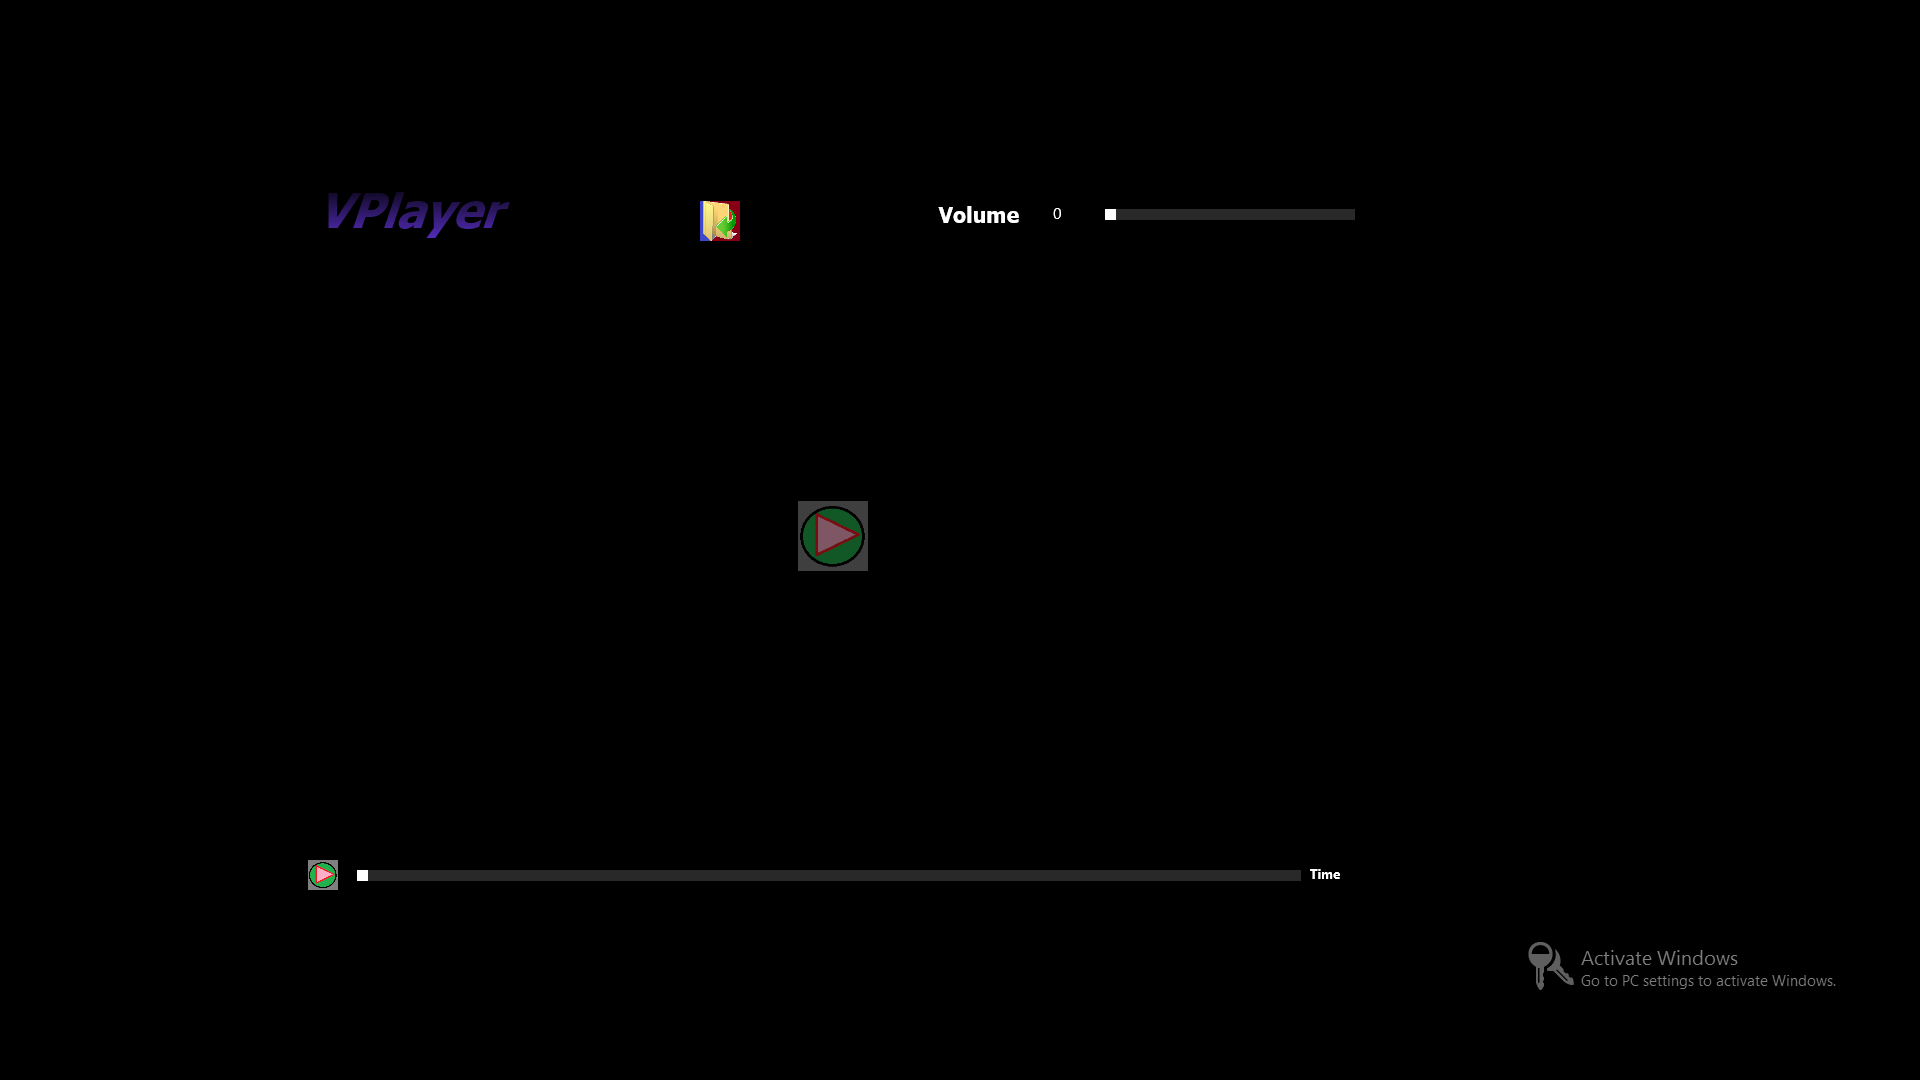 VPlayer
Volume 0
Time
Activate Windows
Go to PC settings to activate Windows.